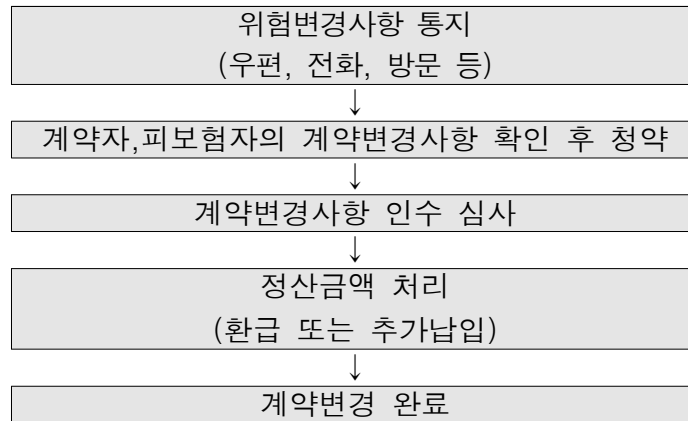 위험변경사항 통지
(우편, 전화, 방문 등)
↓
계약자,피보험자의 계약변경사항 확인 후 청약
↓
계약변경사항 인수 심사
↓
정산금액 처리
(환급 또는 추가납입)
↓
계약변경 완료